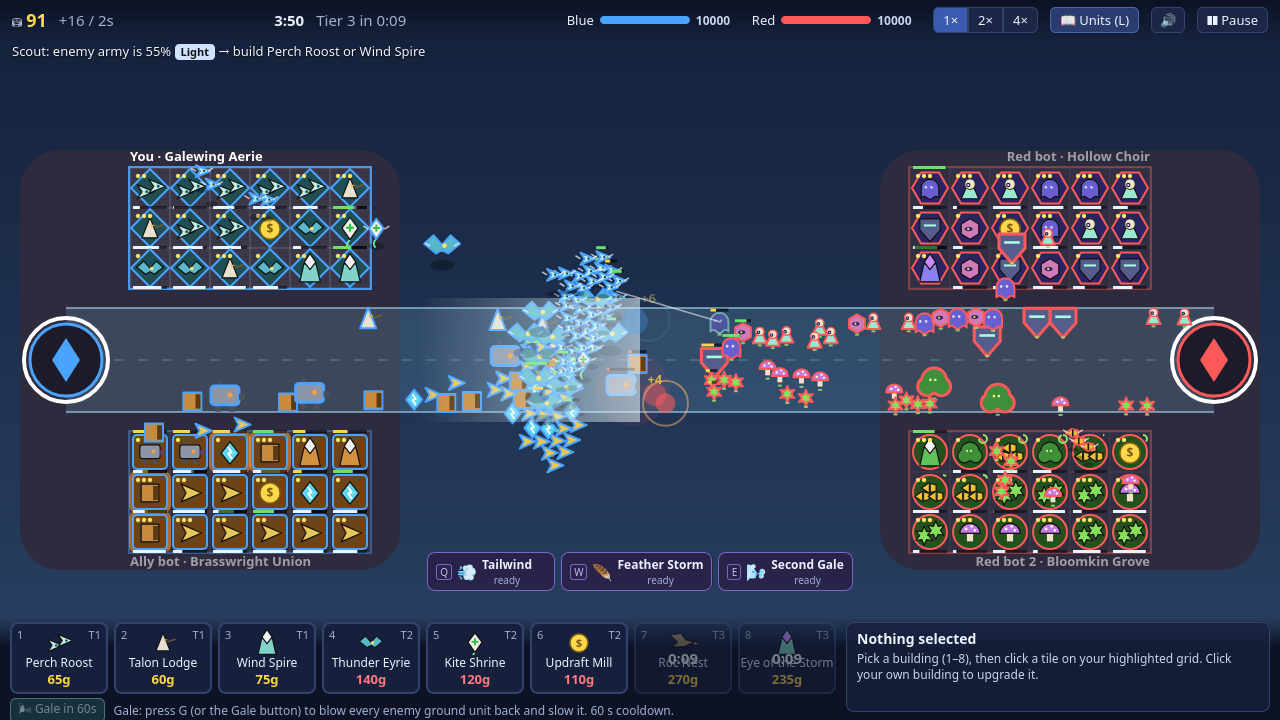 91 +16 / 2s
3:50 Tier 3 in 0:09
Blue 10000 Red 10000
1× 2× 4×
Units (L)
Pause
Scout: enemy army is 55% Light → build Perch Roost or Wind Spire
You · Galewing Aerie
Red bot · Hollow Choir
+6
+4
Ally bot · Brasswright Union
Red bot 2 · Bloomkin Grove
Q Tailwind ready
W Feather Storm ready
E Second Gale ready
1 T1 Perch Roost 65g
2 T1 Talon Lodge 60g
3 T1 Wind Spire 75g
4 T2 Thunder Eyrie 140g
5 T2 Kite Shrine 120g
6 T2 Updraft Mill 110g
7 T3 0:09 270g
8 T3 0:09 Eye of the Storm 235g
Nothing selected
Pick a building (1–8), then click a tile on your highlighted grid. Click
your own building to upgrade it.
Gale in 60s
Gale: press G (or the Gale button) to blow every enemy ground unit back and slow it. 60 s cooldown.